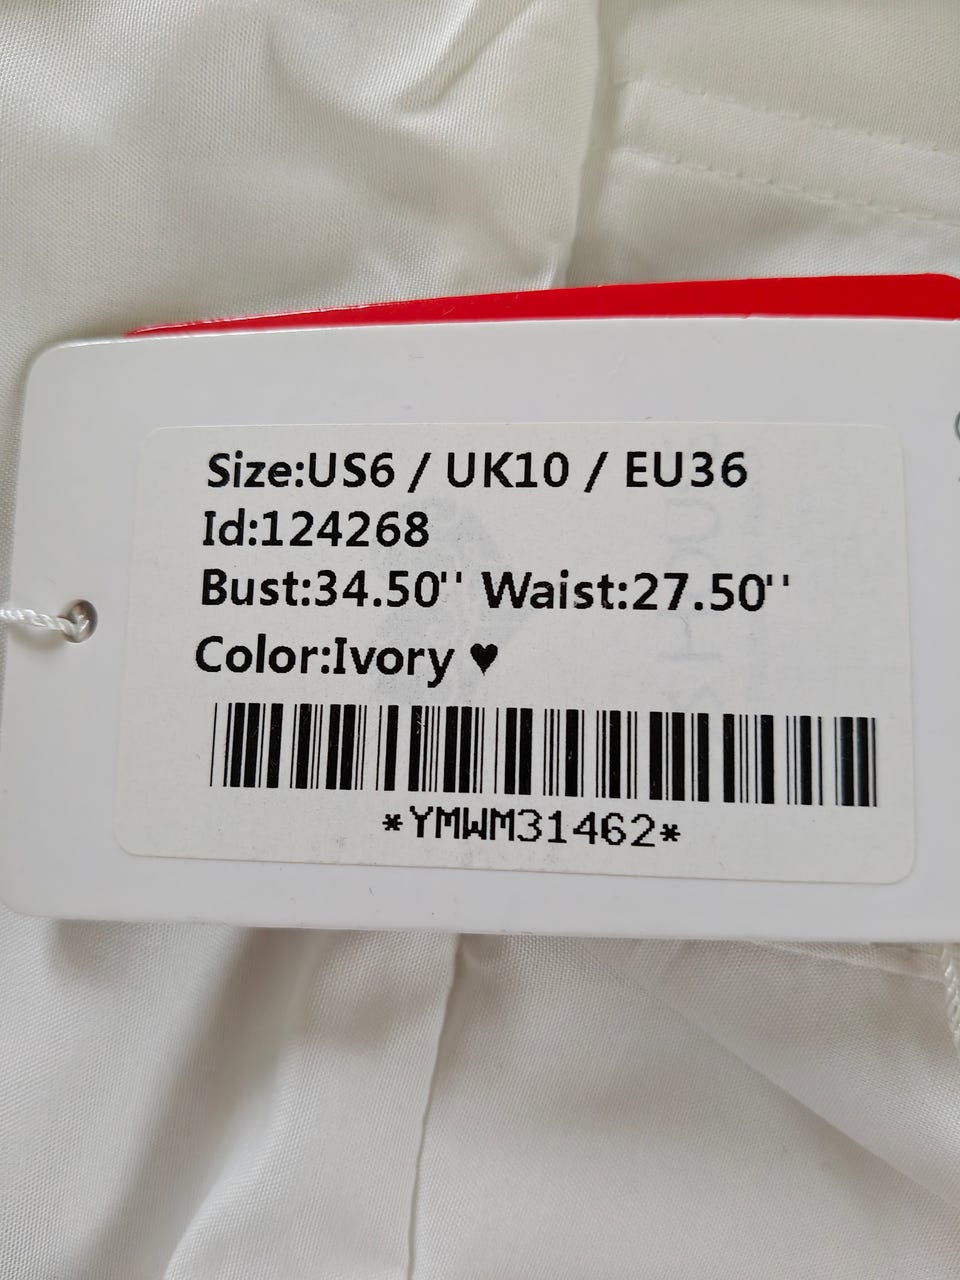 Size:US6 / UK10 / EU36
Id:124268
Bust:34.50'' Waist:27.50''
Color:Ivory ♥
*YMWM31462*